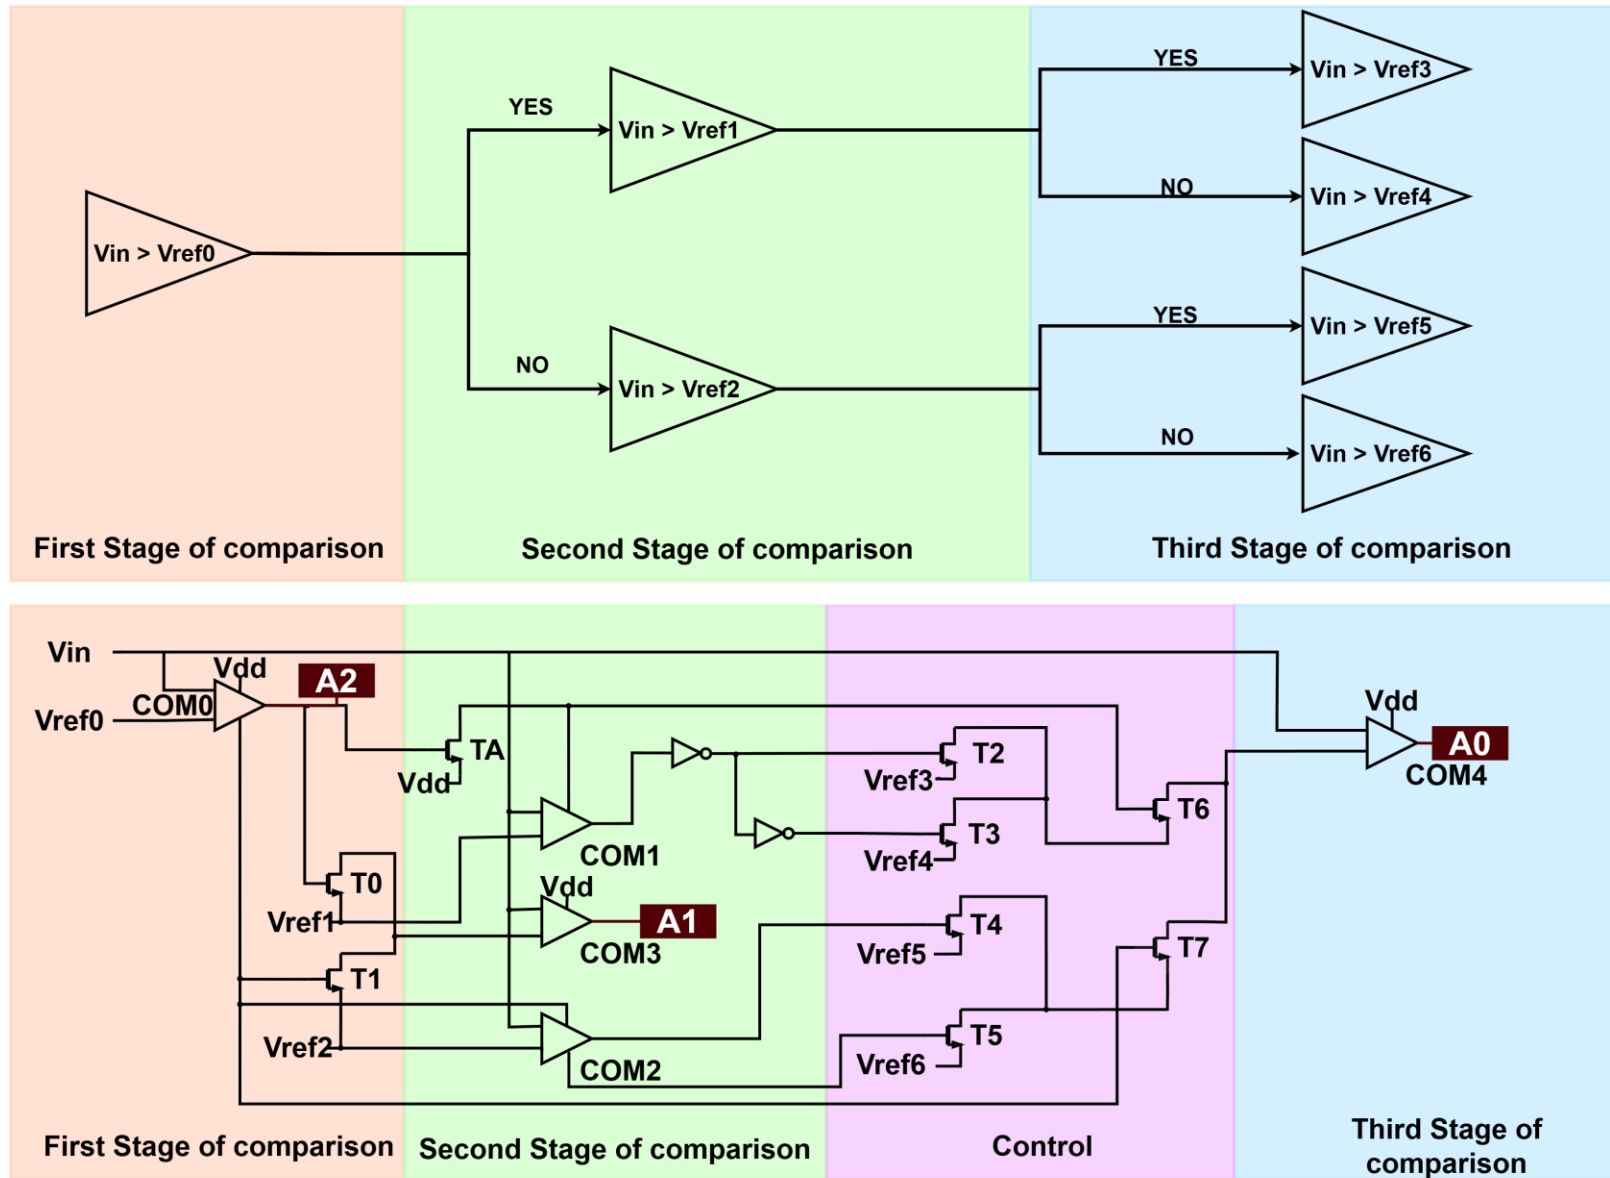 YES
Vin > Vref3
YES
Vin > Vref1
NO
Vin > Vref4
Vin > Vref0
YES
Vin > Vref5
NO
Vin > Vref2
NO
Vin > Vref6
First Stage of comparison
Second Stage of comparison
Third Stage of comparison
Vin
Vdd
A2
COM0
Vref0
TA
Vdd
T2
Vref3
T3
Vref4
COM1
T6
Vdd
A0
COM4
T0
Vref1
Vdd
A1
COM3
T4
Vref5
T7
T1
Vref2
COM2
T5
Vref6
First Stage of comparison
Second Stage of comparison
Control
Third Stage of
comparison